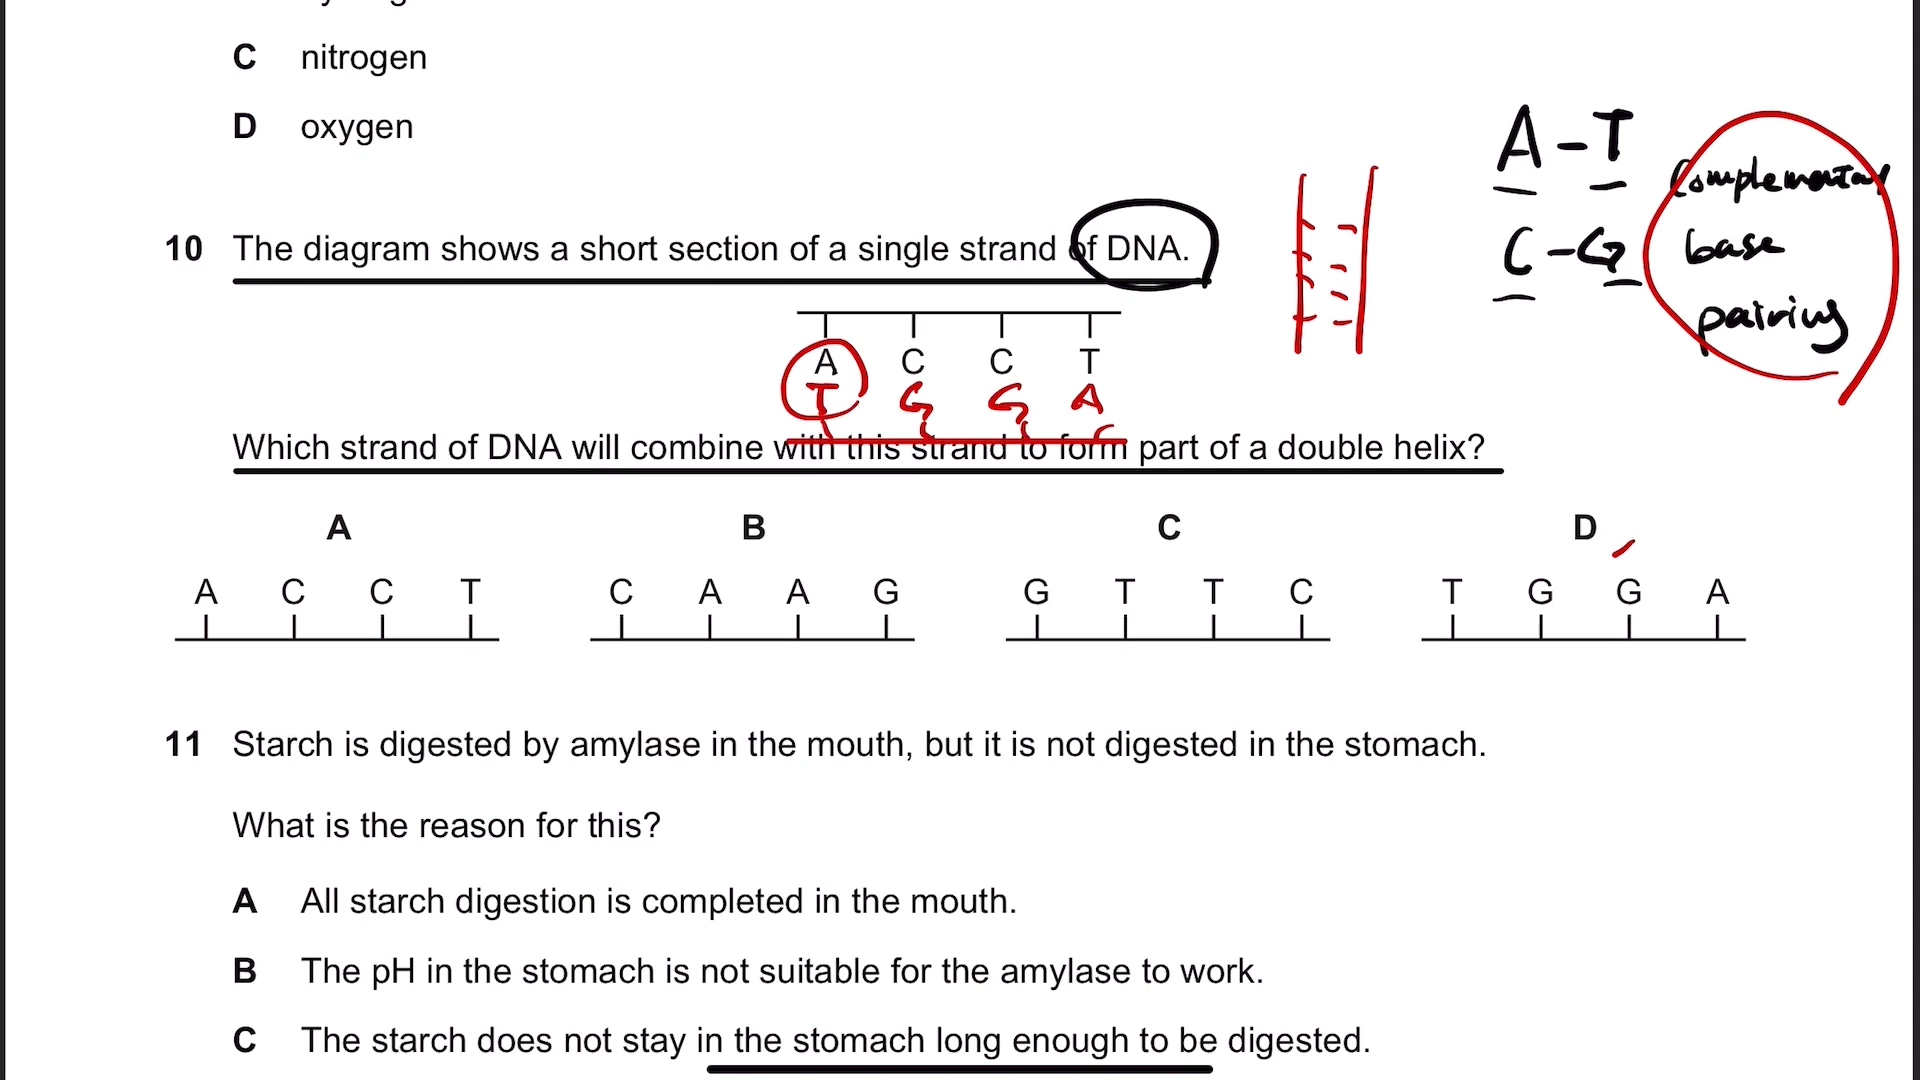 C nitrogen
D oxygen
A-T
complementary
C-G
base
pairing
10 The diagram shows a short section of a single strand of DNA.
A C C T
T G G A
Which strand of DNA will combine with this strand to form part of a double helix?
A B C D
A C C T C A A G G T T C T G G A
11 Starch is digested by amylase in the mouth, but it is not digested in the stomach.
What is the reason for this?
A All starch digestion is completed in the mouth.
B The pH in the stomach is not suitable for the amylase to work.
C The starch does not stay in the stomach long enough to be digested.